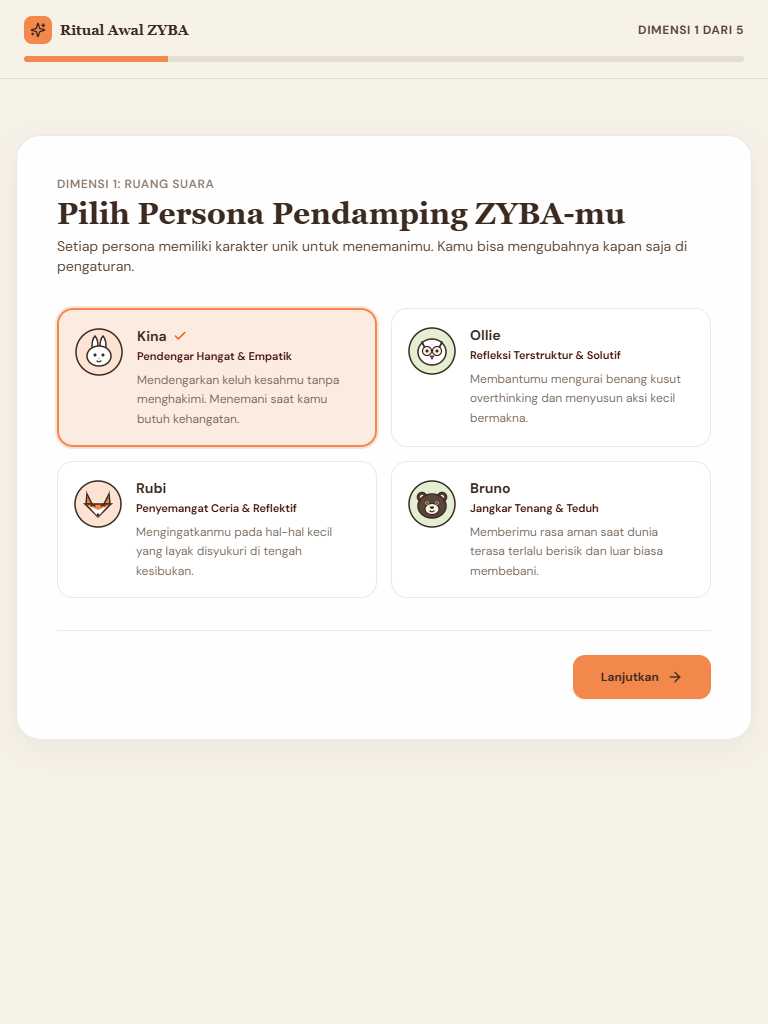 Ritual Awal ZYBA
DIMENSI 1 DARI 5
DIMENSI 1: RUANG SUARA
Pilih Persona Pendamping ZYBA-mu
Setiap persona memiliki karakter unik untuk menemanimu. Kamu bisa mengubahnya kapan saja di
pengaturan.
Kina
Pendengar Hangat & Empatik
Mendengarkan keluh kesahmu tanpa
menghakimi. Menemani saat kamu
butuh kehangatan.
Ollie
Refleksi Terstruktur & Solutif
Membantumu mengurai benang kusut
overthinking dan menyusun aksi kecil
bermakna.
Rubi
Penyemangat Ceria & Reflektif
Mengingatkanmu pada hal-hal kecil
yang layak disyukuri di tengah
kesibukan.
Bruno
Jangkar Tenang & Teduh
Memberimu rasa aman saat dunia
terasa terlalu berisik dan luar biasa
membebani.
Lanjutkan